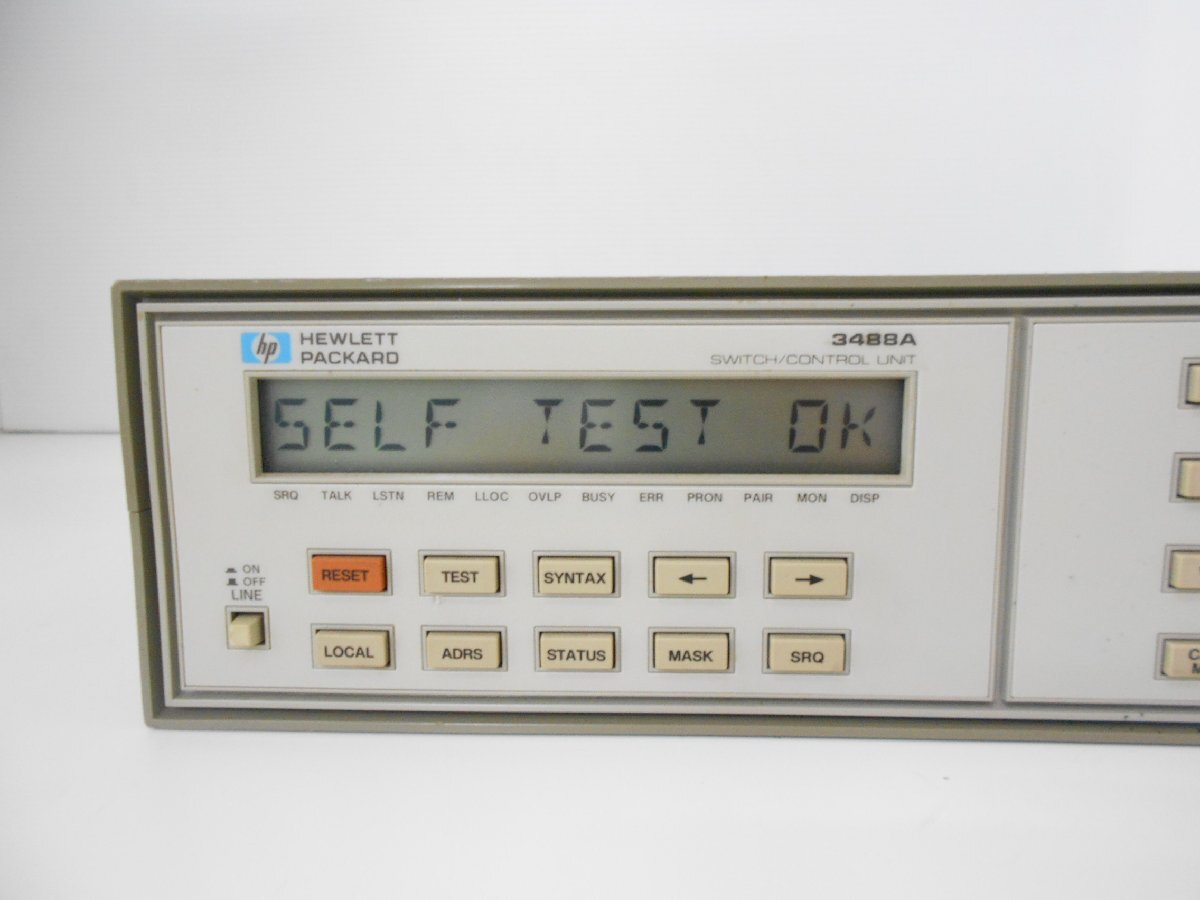 hp HEWLETT
PACKARD
3488A
SWITCH/CONTROL UNIT
SELF TEST OK
SRQ TALK LSTN REM LLOC OVLP BUSY ERR PRON PAIR MON DISP
ON
OFF
LINE
RESET TEST SYNTAX ← →
LOCAL ADRS STATUS MASK SRQ